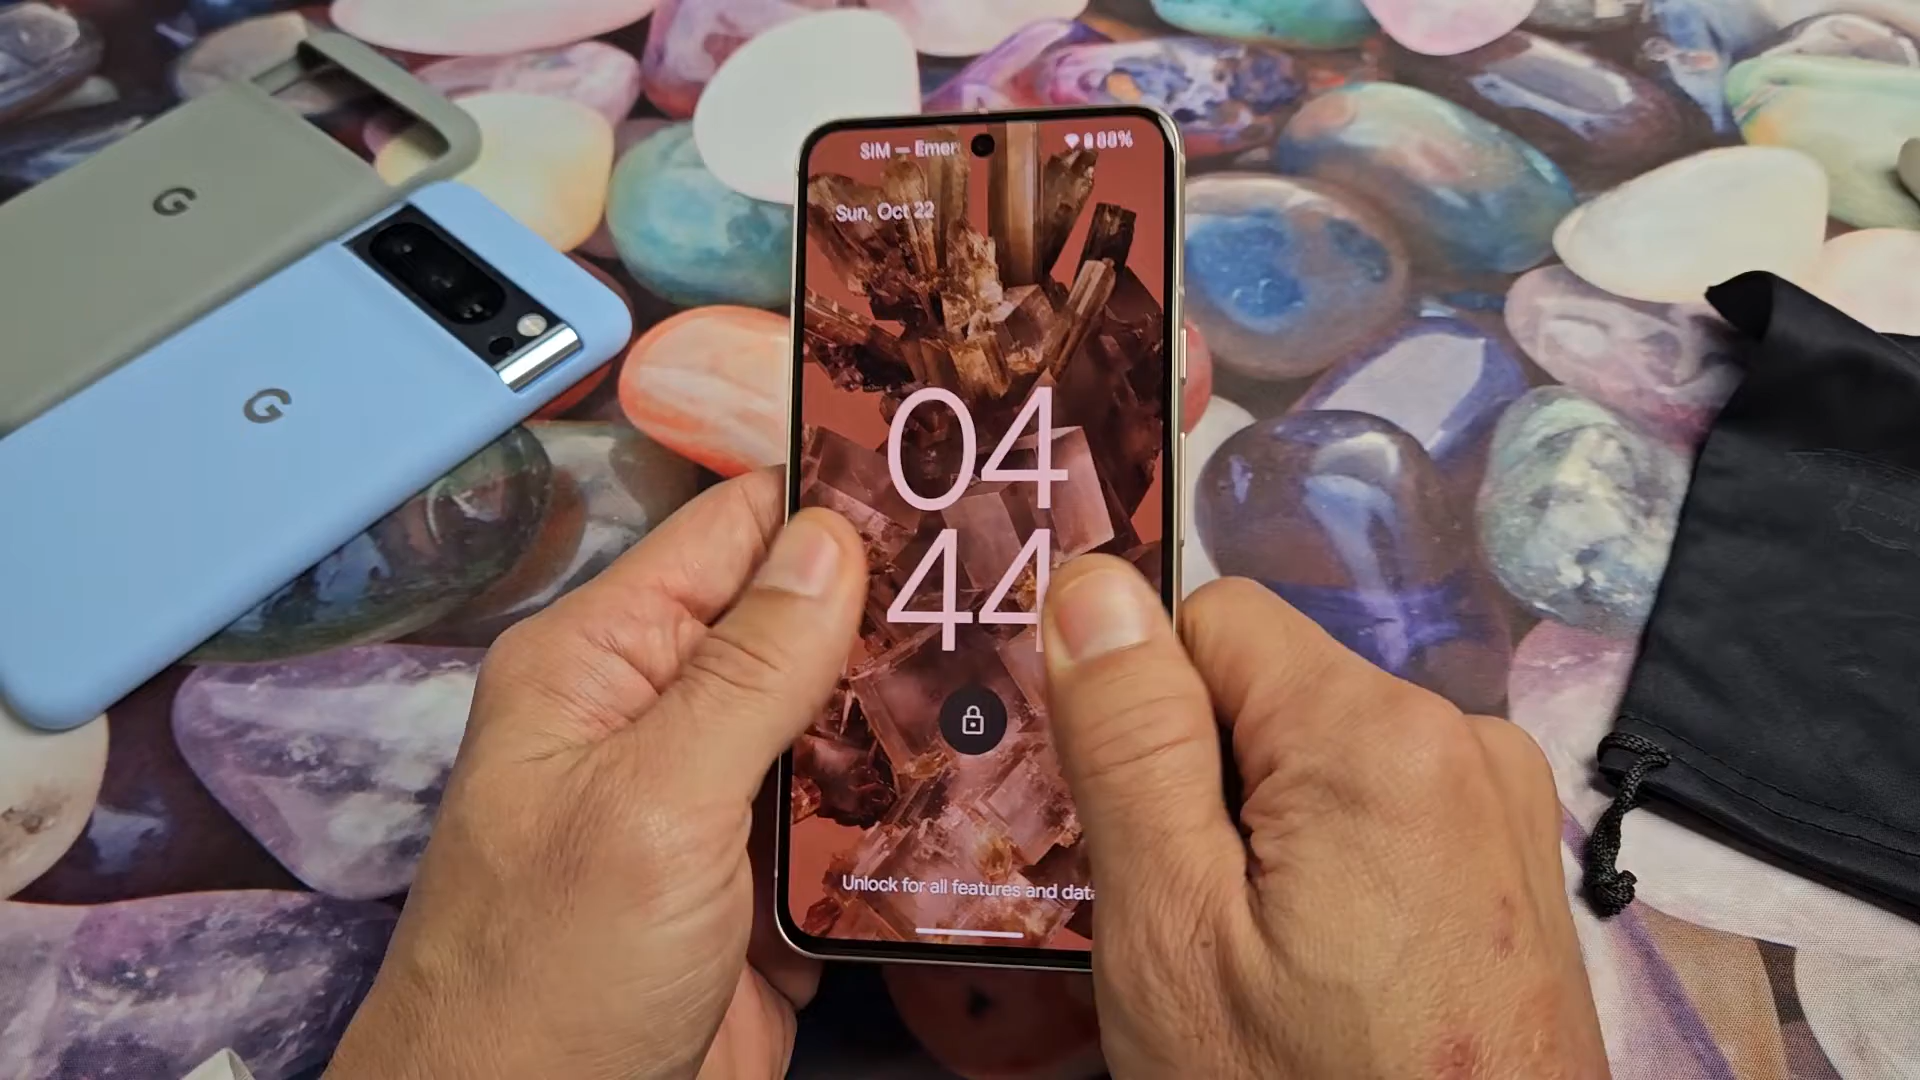 SIM — Emer
88%
Sun, Oct 22
04
44
Unlock for all features and data
G
G